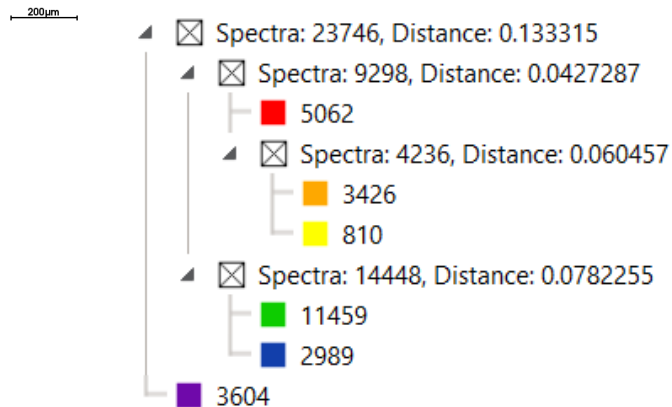 200µm
Spectra: 23746, Distance: 0.133315
Spectra: 9298, Distance: 0.0427287
5062
Spectra: 4236, Distance: 0.060457
3426
810
Spectra: 14448, Distance: 0.0782255
11459
2989
3604